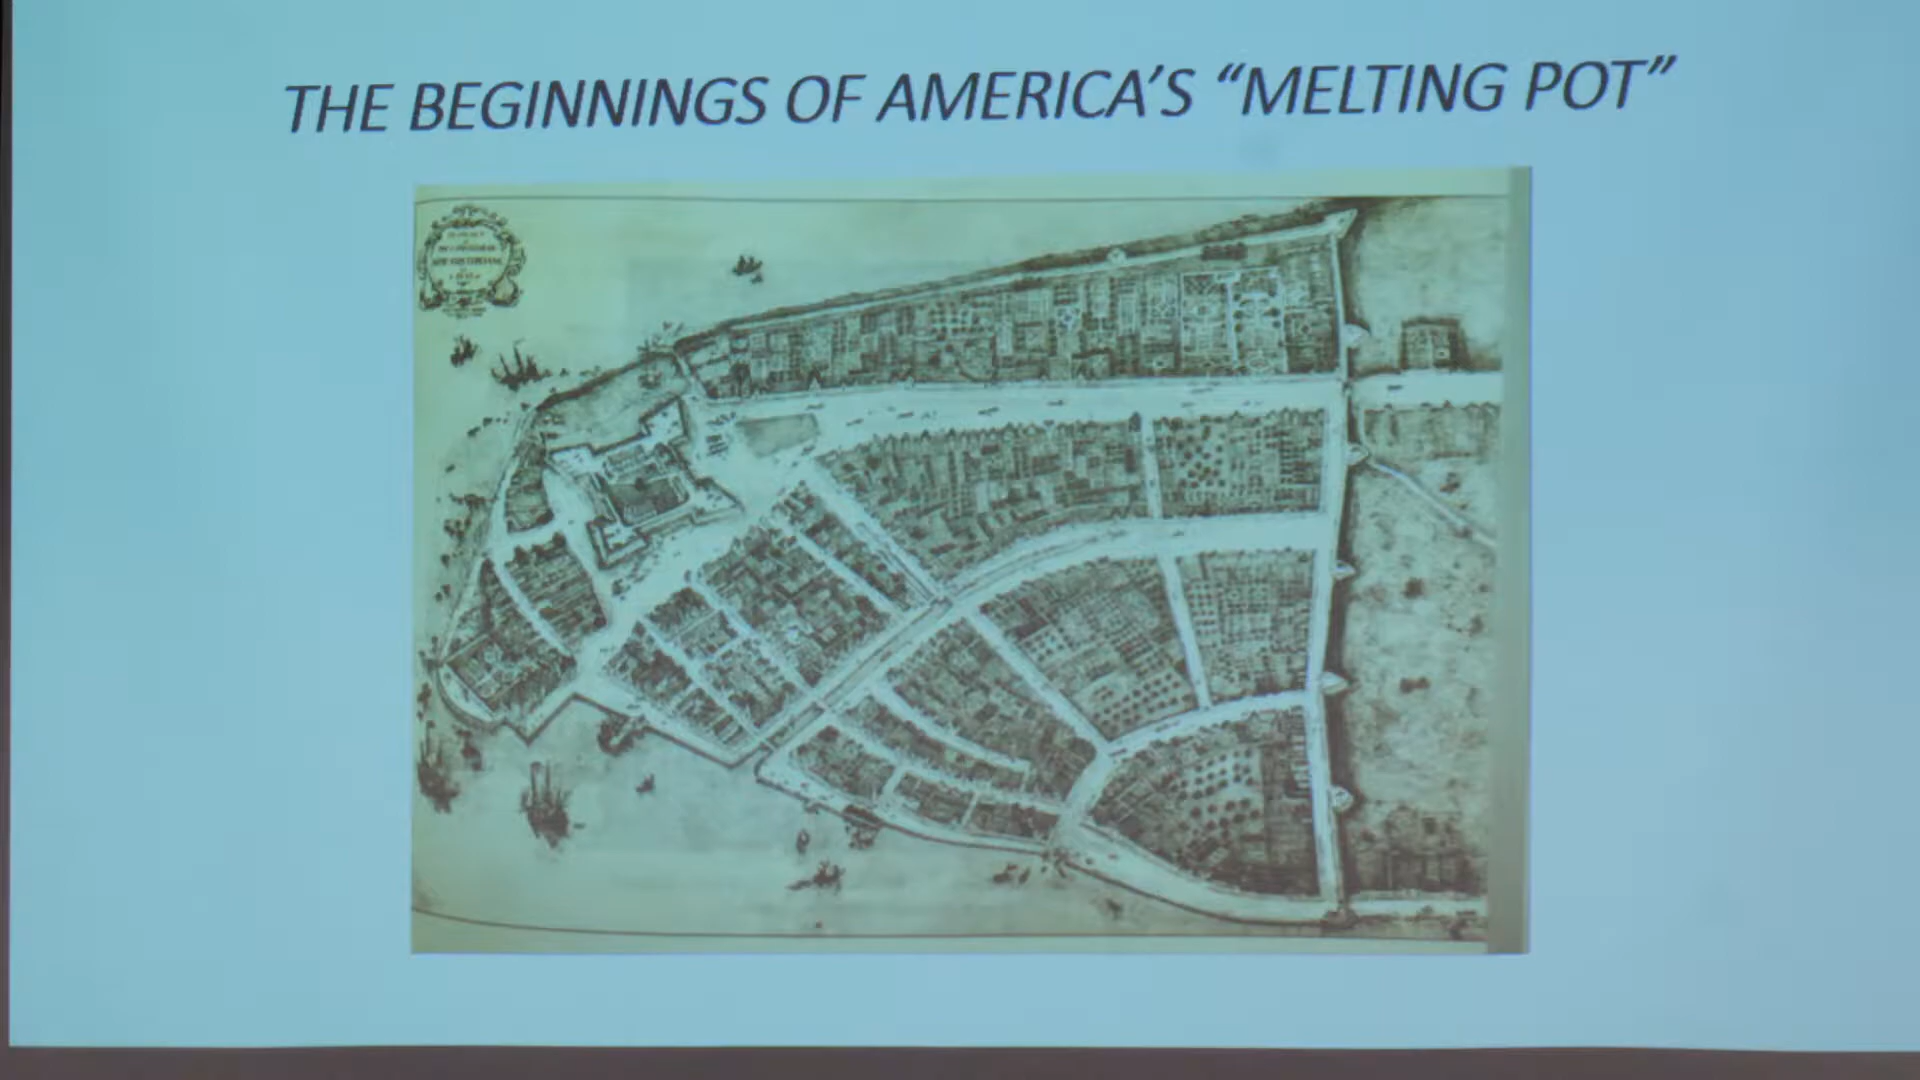 THE BEGINNINGS OF AMERICA'S “MELTING POT”